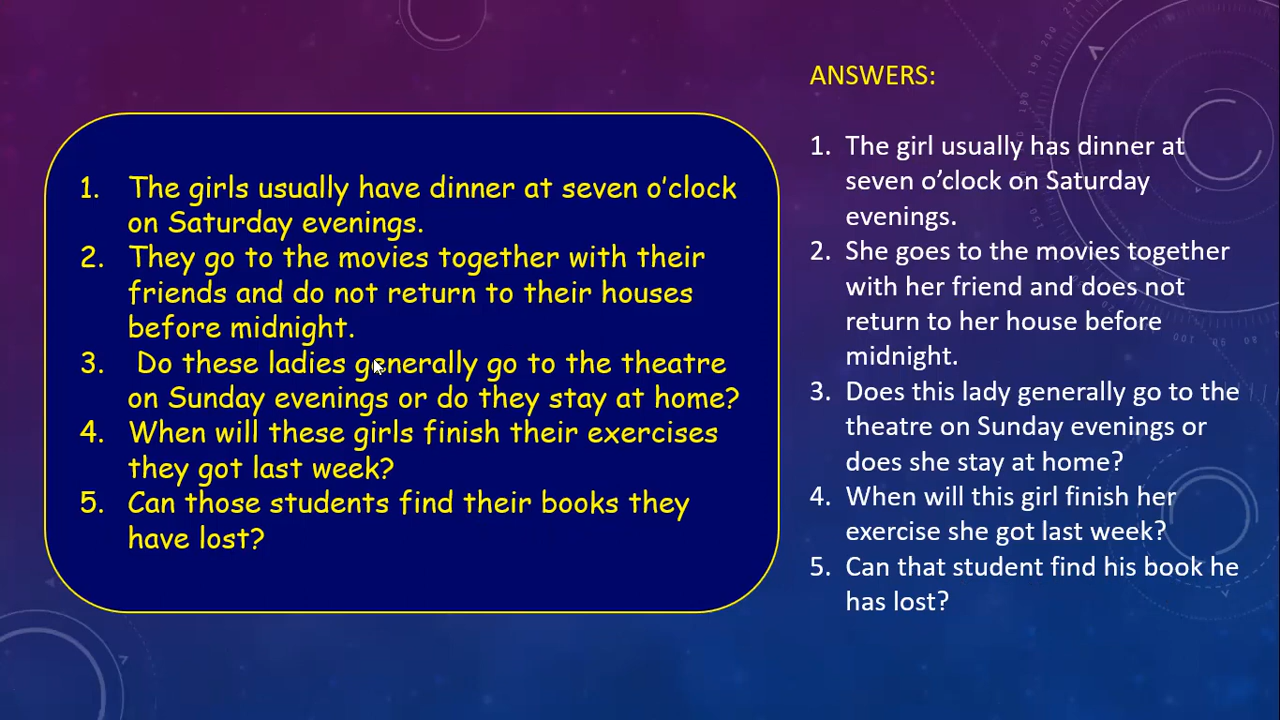 1. The girls usually have dinner at seven o’clock
on Saturday evenings.
2. They go to the movies together with their
friends and do not return to their houses
before midnight.
3. Do these ladies generally go to the theatre
on Sunday evenings or do they stay at home?
4. When will these girls finish their exercises
they got last week?
5. Can those students find their books they
have lost?
ANSWERS:
1. The girl usually has dinner at
seven o’clock on Saturday
evenings.
2. She goes to the movies together
with her friend and does not
return to her house before
midnight.
3. Does this lady generally go to the
theatre on Sunday evenings or
does she stay at home?
4. When will this girl finish her
exercise she got last week?
5. Can that student find his book he
has lost?